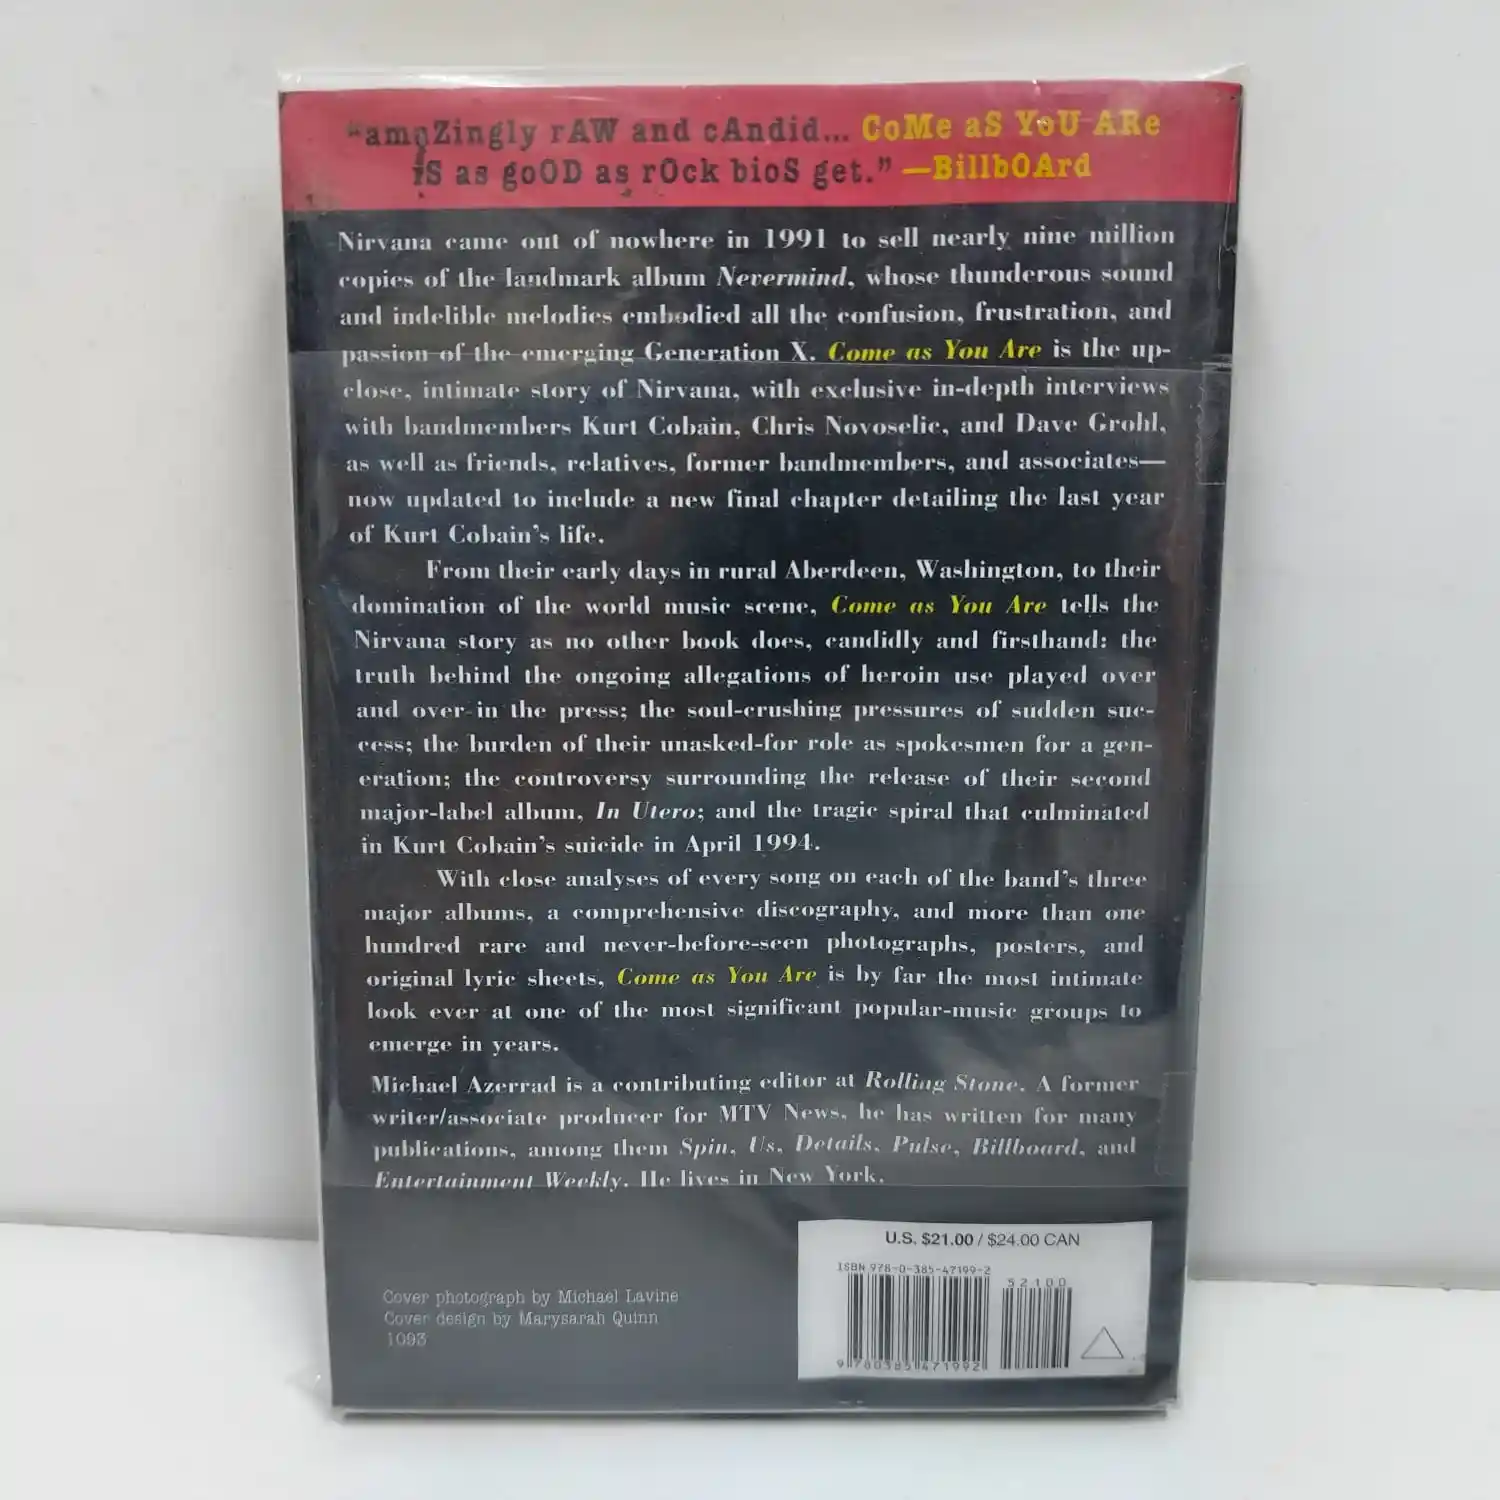 “amaZingly rAW and cAndid... CoMe aS YoU ARe
iS as goOD as rOck bioS get.” —BillbOArd
Nirvana came out of nowhere in 1991 to sell nearly nine million
copies of the landmark album Nevermind, whose thunderous sound
and indelible melodies embodied all the confusion, frustration, and
passion of the emerging Generation X. Come as You Are is the up-
close, intimate story of Nirvana, with exclusive in-depth interviews
with bandmembers Kurt Cobain, Chris Novoselic, and Dave Grohl,
as well as friends, relatives, former bandmembers, and associates—
now updated to include a new final chapter detailing the last year
of Kurt Cobain’s life.
From their early days in rural Aberdeen, Washington, to their
domination of the world music scene, Come as You Are tells the
Nirvana story as no other book does, candidly and firsthand: the
truth behind the ongoing allegations of heroin use played over
and over in the press; the soul-crushing pressures of sudden suc-
cess; the burden of their unasked-for role as spokesmen for a gen-
eration; the controversy surrounding the release of their second
major-label album, In Utero; and the tragic spiral that culminated
in Kurt Cobain’s suicide in April 1994.
With close analyses of every song on each of the band’s three
major albums, a comprehensive discography, and more than one
hundred rare and never-before-seen photographs, posters, and
original lyric sheets, Come as You Are is by far the most intimate
look ever at one of the most significant popular-music groups to
emerge in years.
Michael Azerrad is a contributing editor at Rolling Stone. A former
writer/associate producer for MTV News, he has written for many
publications, among them Spin, Us, Details, Pulse, Billboard, and
Entertainment Weekly. He lives in New York.
U.S. $21.00 / $24.00 CAN
ISBN 978-0-385-47199-2
52100
9 780385 471992
Cover photograph by Michael Lavine
Cover design by Marysarah Quinn
1093